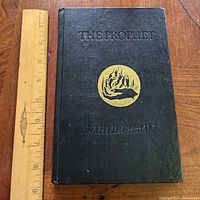 THE PROPHET
KAHLIL GIBRAN